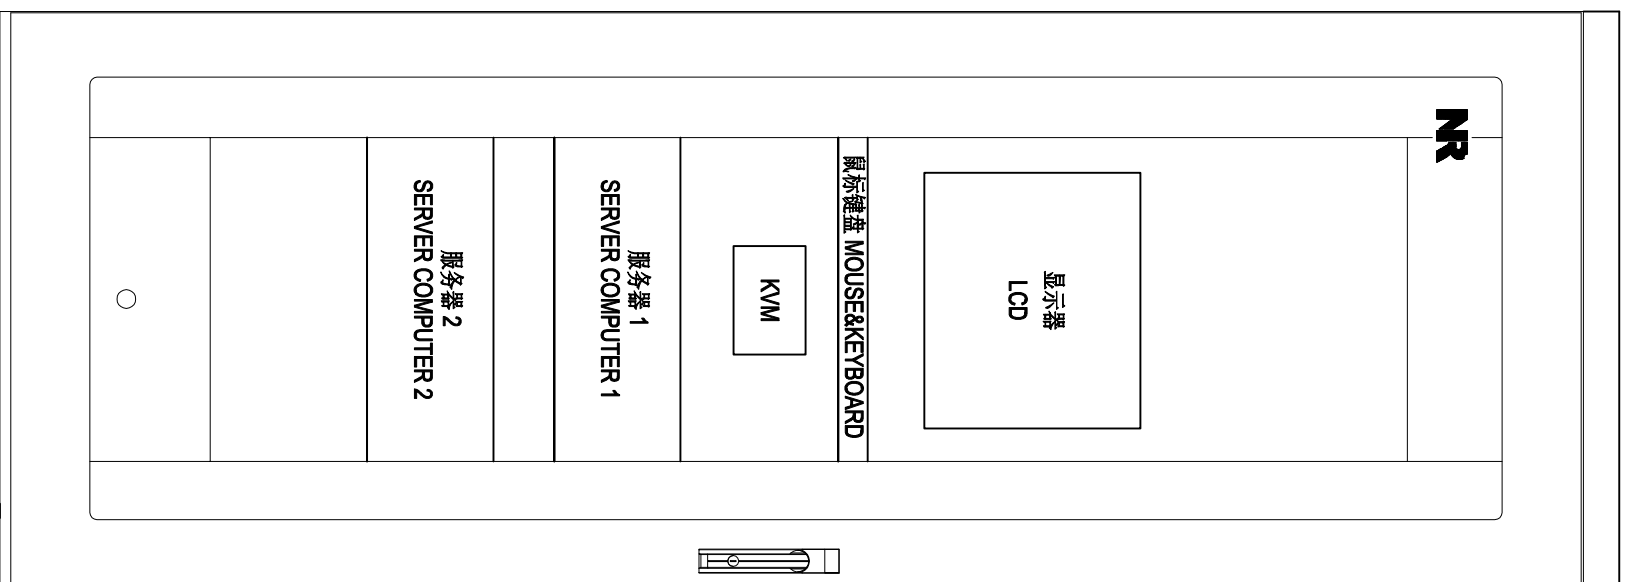 NR
显示器
LCD
鼠标键盘 MOUSE&KEYBOARD
KVM
服务器 1
SERVER COMPUTER 1
服务器 2
SERVER COMPUTER 2